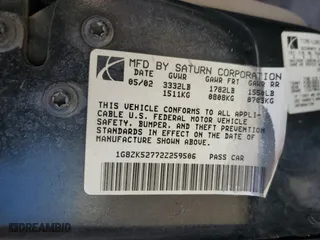 MFD BY SATURN CORPORATION
DATE GVWR GAWR FRT GAWR RR
05/02 3332LB 1782LB 1550LB
1511KG 0808KG 0703KG
THIS VEHICLE CONFORMS TO ALL APPLI-
CABLE U.S. FEDERAL MOTOR VEHICLE
SAFETY, BUMPER, AND THEFT PREVENTION
STANDARDS IN EFFECT ON THE DATE OF
MANUFACTURE SHOWN ABOVE.
1G8ZK52772Z259506 PASS CAR
DREAMBID